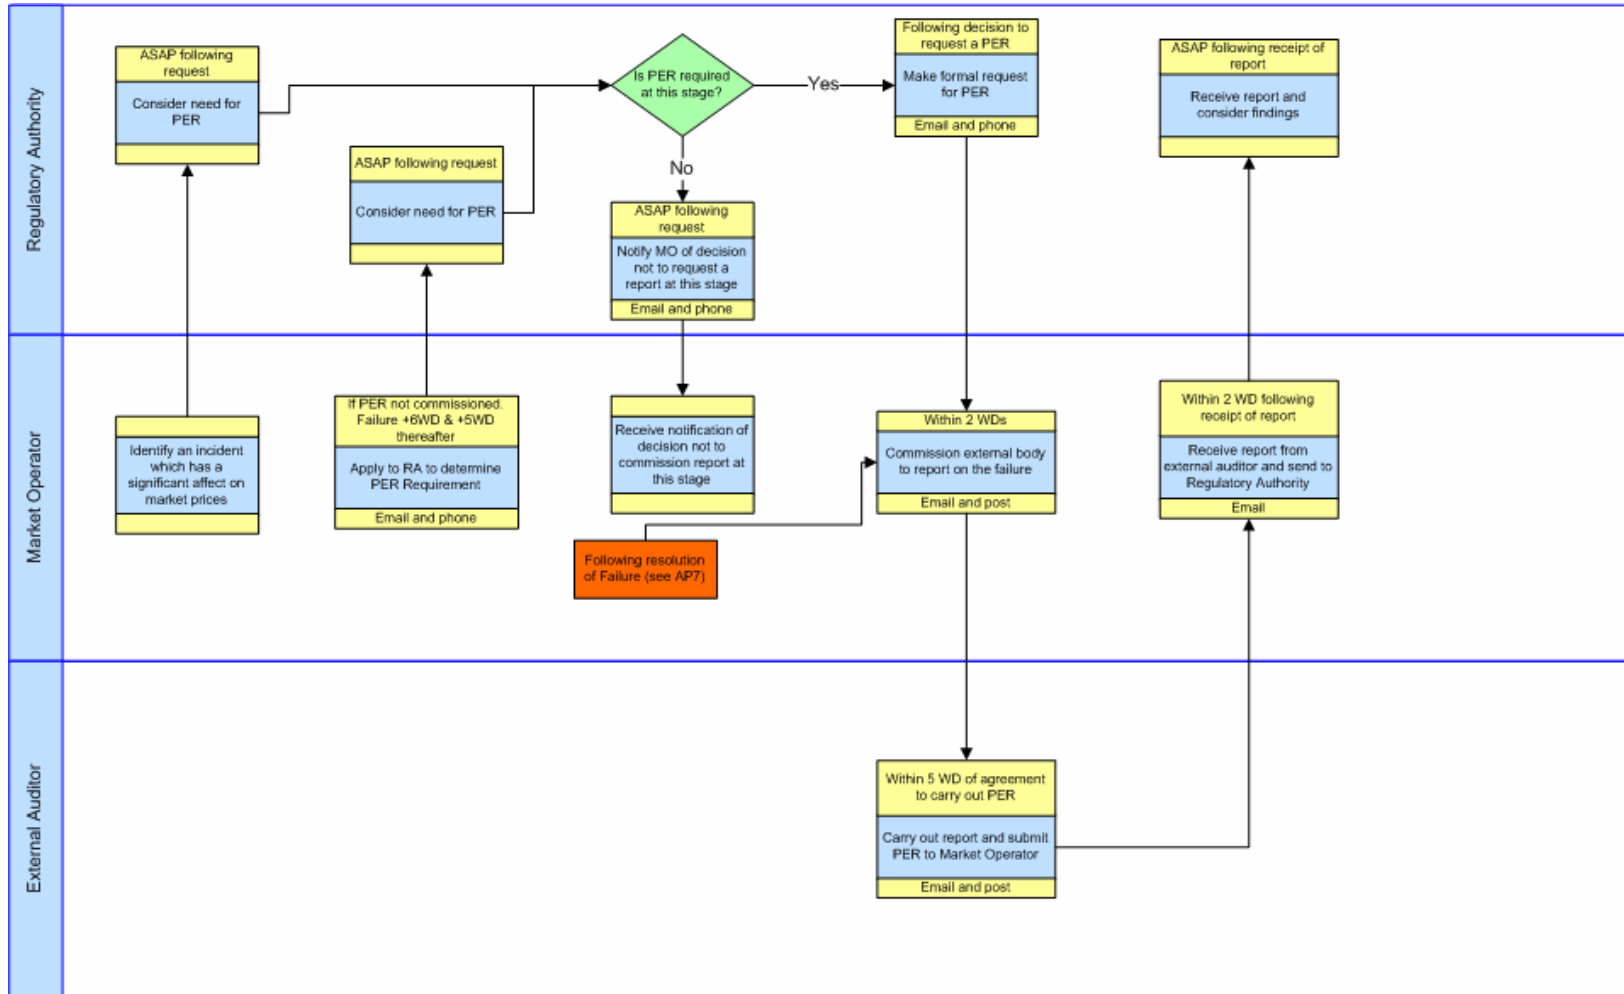 Regulatory Authority
ASAP following
request
Consider need for
PER
ASAP following request
Consider need for PER
Is PER required
at this stage?
Yes
No
ASAP following
request
Notify MO of decision
not to request a
report at this stage
Email and phone
Following decision to
request a PER
Make formal request
for PER
Email and phone
ASAP following receipt of
report
Receive report and
consider findings
Market Operator
Identify an incident
which has a
significant affect on
market prices
If PER not commissioned.
Failure +6WD & +5WD
thereafter
Apply to RA to determine
PER Requirement
Email and phone
Receive notification of
decision not to
commission report at
this stage
Following resolution
of Failure (see AP7)
Within 2 WDs
Commission external body
to report on the failure
Email and post
Within 2 WD following
receipt of report
Receive report from
external auditor and send to
Regulatory Authority
Email
External Auditor
Within 5 WD of agreement
to carry out PER
Carry out report and submit
PER to Market Operator
Email and post